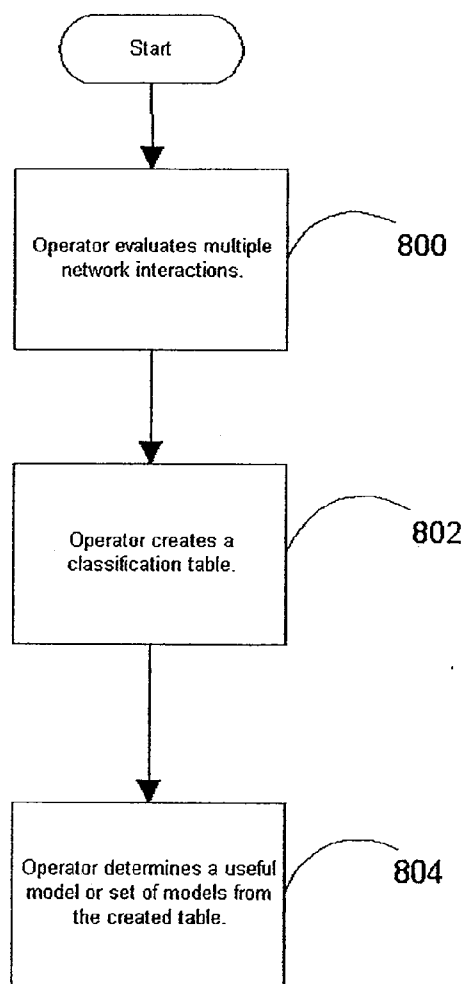 Start
Operator evaluates multiple
network interactions.
800
Operator creates a
classification table.
802
Operator determines a useful
model or set of models from
the created table.
804